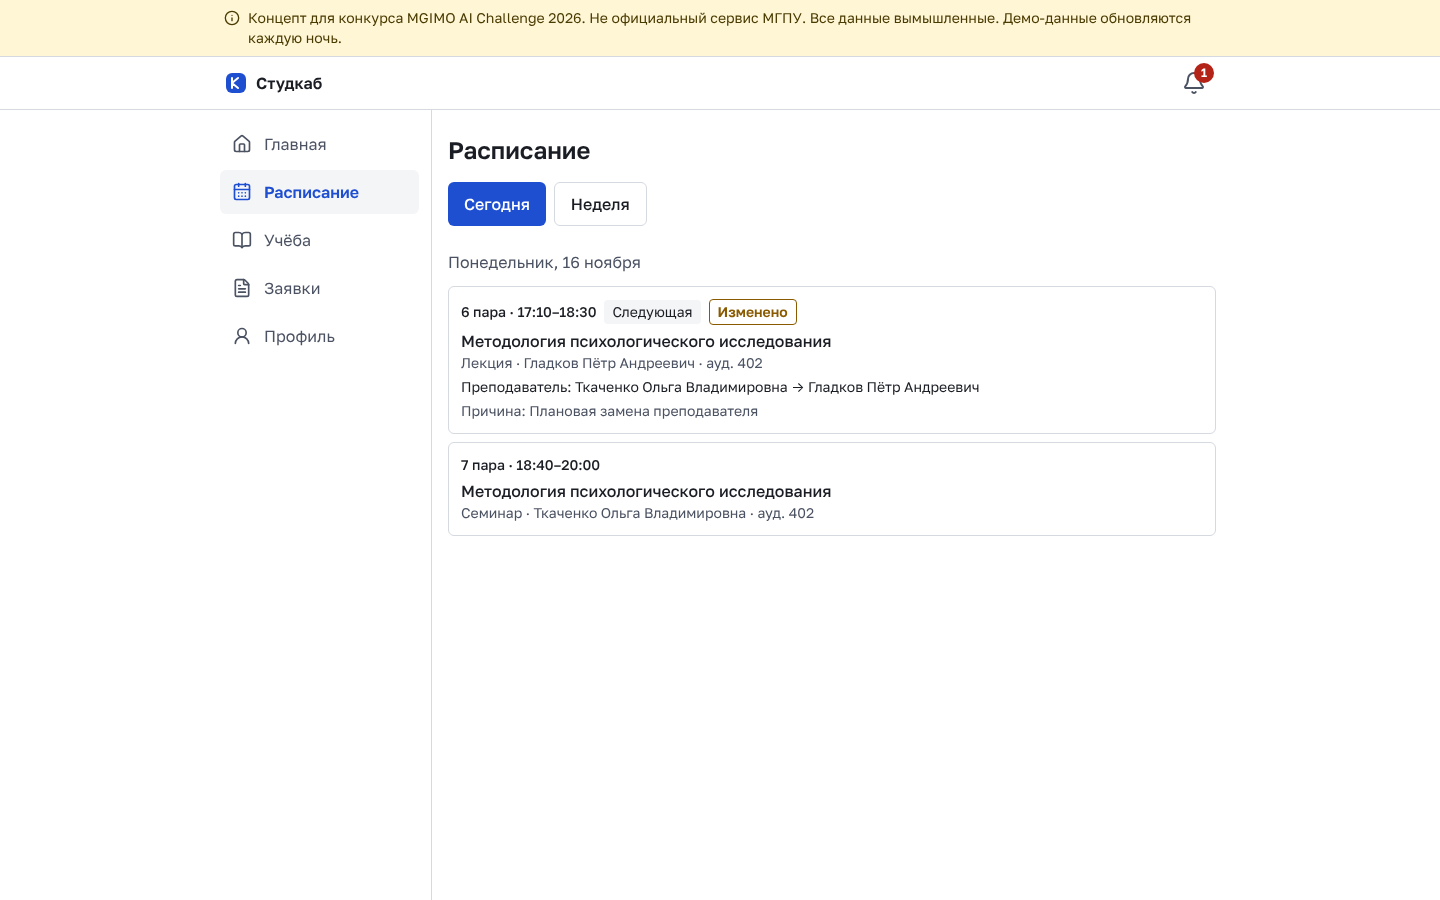 Концепт для конкурса MGIMO AI Challenge 2026. Не официальный сервис МГПУ. Все данные вымышленные. Демо-данные обновляются
каждую ночь.
Студкаб
1
Главная
Расписание
Учёба
Заявки
Профиль
Расписание
Сегодня
Неделя
Понедельник, 16 ноября
6 пара · 17:10–18:30 Следующая Изменено
Методология психологического исследования
Лекция · Гладков Пётр Андреевич · ауд. 402
Преподаватель: Ткаченко Ольга Владимировна → Гладков Пётр Андреевич
Причина: Плановая замена преподавателя
7 пара · 18:40–20:00
Методология психологического исследования
Семинар · Ткаченко Ольга Владимировна · ауд. 402